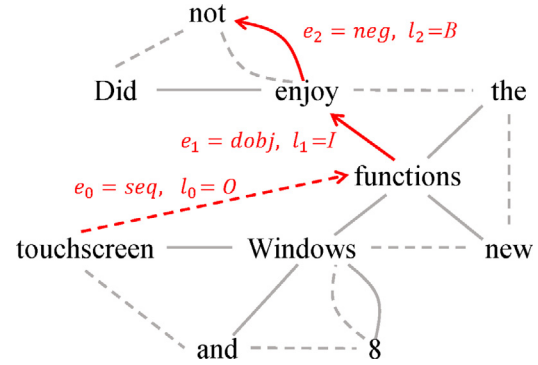 not
e₂ = neg, l₂=B
Did enjoy the
e₁ = dobj, l₁=I
e₀ = seq, l₀= O
functions
touchscreen Windows new
and 8